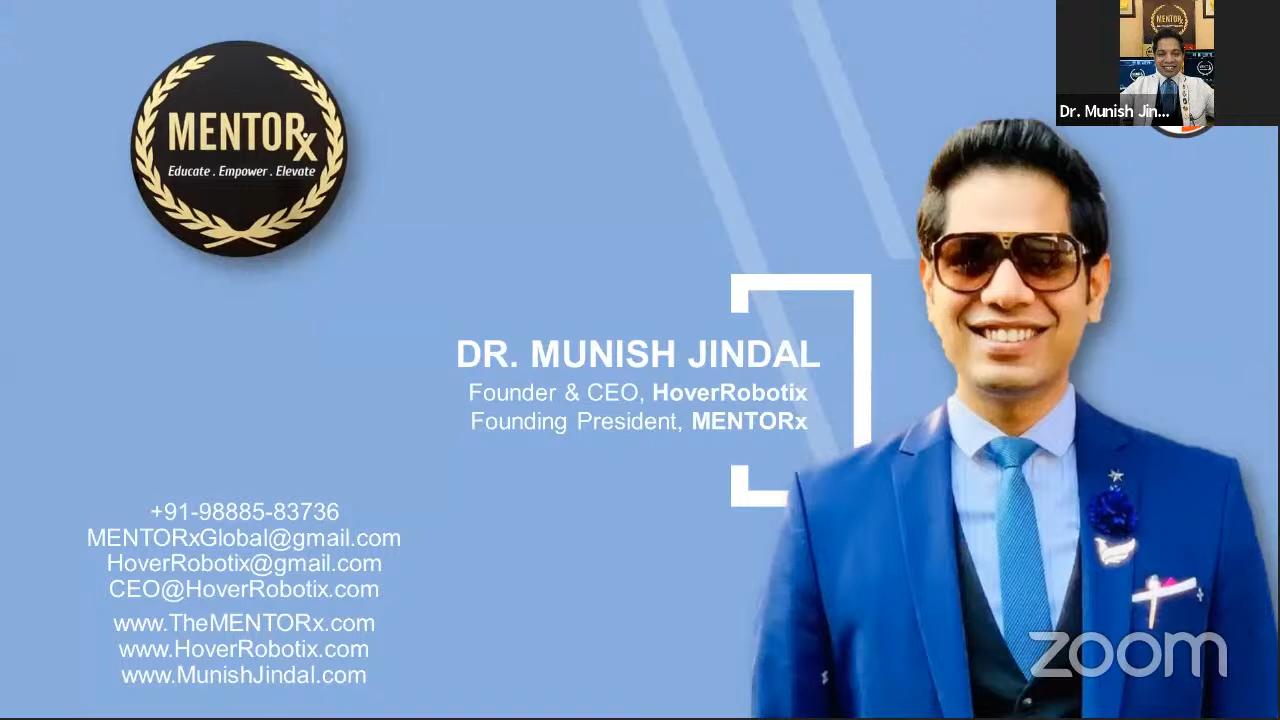 MENTORx
Educate . Empower . Elevate
MENTORx
Dr. Munish Jin...
DR. MUNISH JINDAL
Founder & CEO, HoverRobotix
Founding President, MENTORx
+91-98885-83736
MENTORxGlobal@gmail.com
HoverRobotix@gmail.com
CEO@HoverRobotix.com
www.TheMENTORx.com
www.HoverRobotix.com
www.MunishJindal.com
zoom